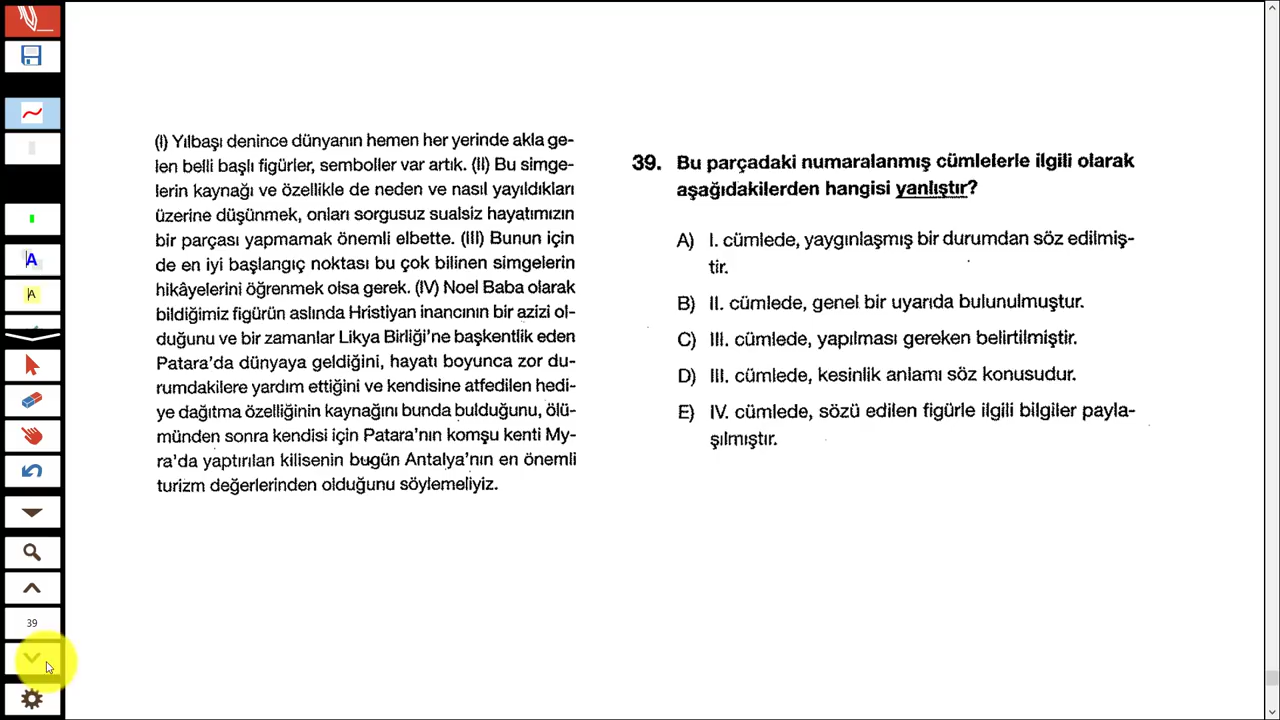 (I) Yılbaşı denince dünyanın hemen her yerinde akla ge-
len belli başlı figürler, semboller var artık. (II) Bu simge-
lerin kaynağı ve özellikle de neden ve nasıl yayıldıkları
üzerine düşünmek, onları sorgusuz sualsiz hayatımızın
bir parçası yapmamak önemli elbette. (III) Bunun için
de en iyi başlangıç noktası bu çok bilinen simgelerin
hikâyelerini öğrenmek olsa gerek. (IV) Noel Baba olarak
bildiğimiz figürün aslında Hristiyan inancının bir azizi ol-
duğunu ve bir zamanlar Likya Birliği'ne başkentlik eden
Patara'da dünyaya geldiğini, hayatı boyunca zor du-
rumdakilere yardım ettiğini ve kendisine atfedilen hedi-
ye dağıtma özelliğinin kaynağını bunda bulduğunu, ölü-
münden sonra kendisi için Patara'nın komşu kenti My-
ra'da yaptırılan kilisenin bugün Antalya'nın en önemli
turizm değerlerinden olduğunu söylemeliyiz.
39. Bu parçadaki numaralanmış cümlelerle ilgili olarak
aşağıdakilerden hangisi yanlıştır?
A) I. cümlede, yaygınlaşmış bir durumdan söz edilmiş-
tir.
B) II. cümlede, genel bir uyarıda bulunulmuştur.
C) III. cümlede, yapılması gereken belirtilmiştir.
D) III. cümlede, kesinlik anlamı söz konusudur.
E) IV. cümlede, sözü edilen figürle ilgili bilgiler payla-
şılmıştır.
A
A
39